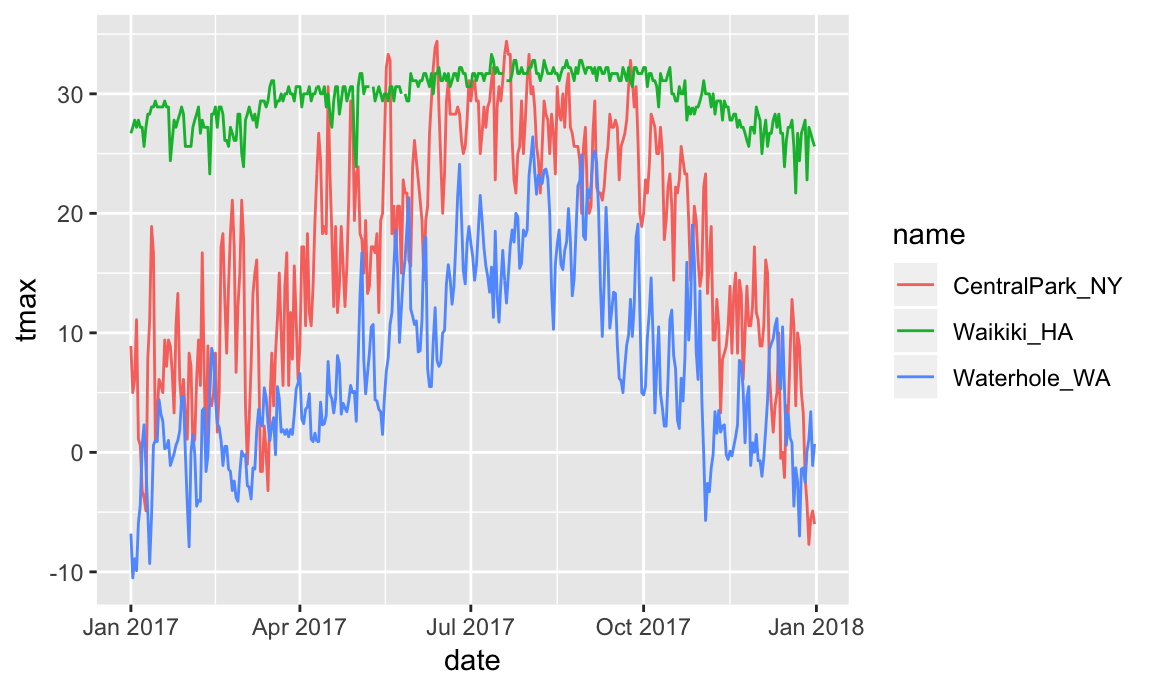 tmax
30
20
10
0
-10
Jan 2017
Apr 2017
Jul 2017
Oct 2017
Jan 2018
date
name
CentralPark_NY
Waikiki_HA
Waterhole_WA